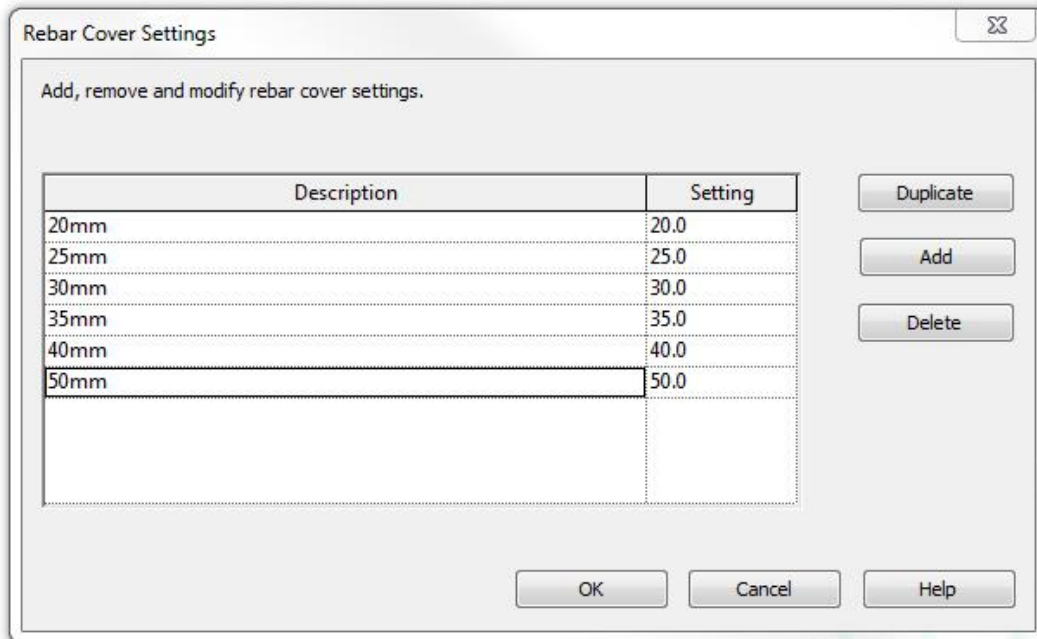 Rebar Cover Settings
Add, remove and modify rebar cover settings.
Description Setting
20mm 20.0
25mm 25.0
30mm 30.0
35mm 35.0
40mm 40.0
50mm 50.0
Duplicate
Add
Delete
OK Cancel Help